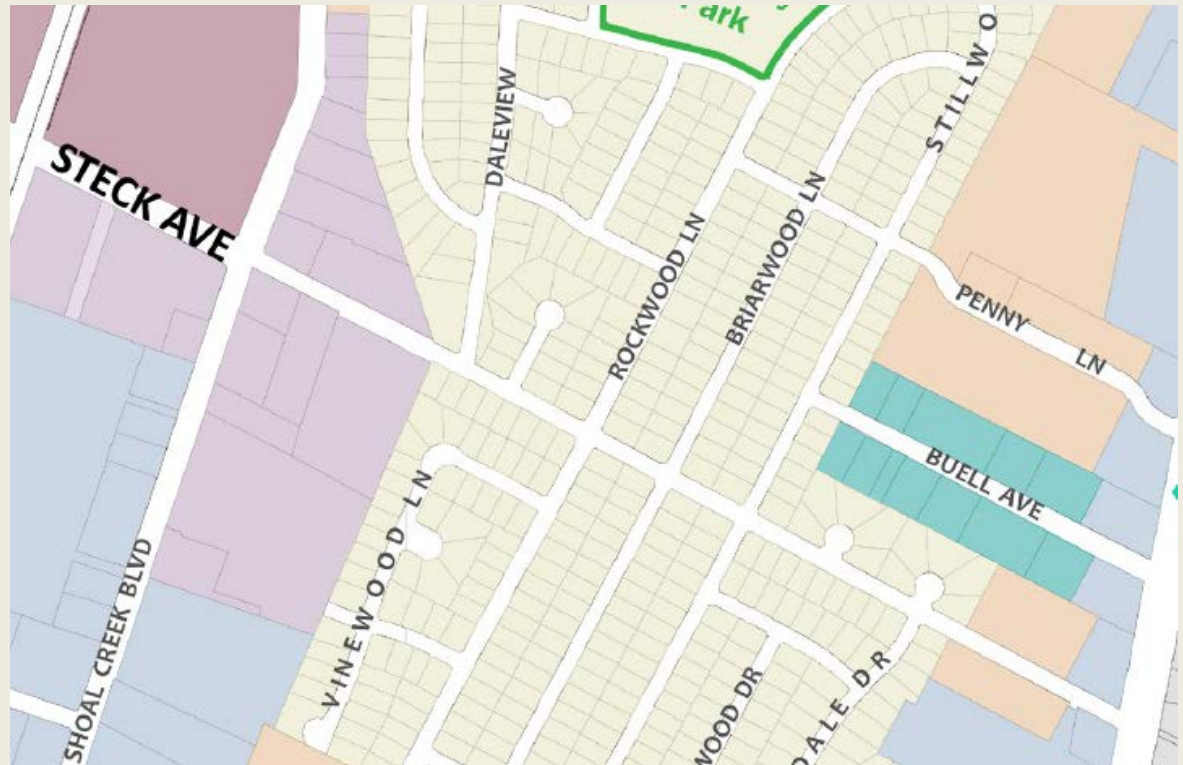 Park
STILLWO
DALEVIEW
STECK AVE
ROCKWOOD LN
BRIARWOOD LN
PENNY LN
BUELL AVE
VINEWOOD LN
SHOAL CREEK BLVD
WOOD DR
DALE DR